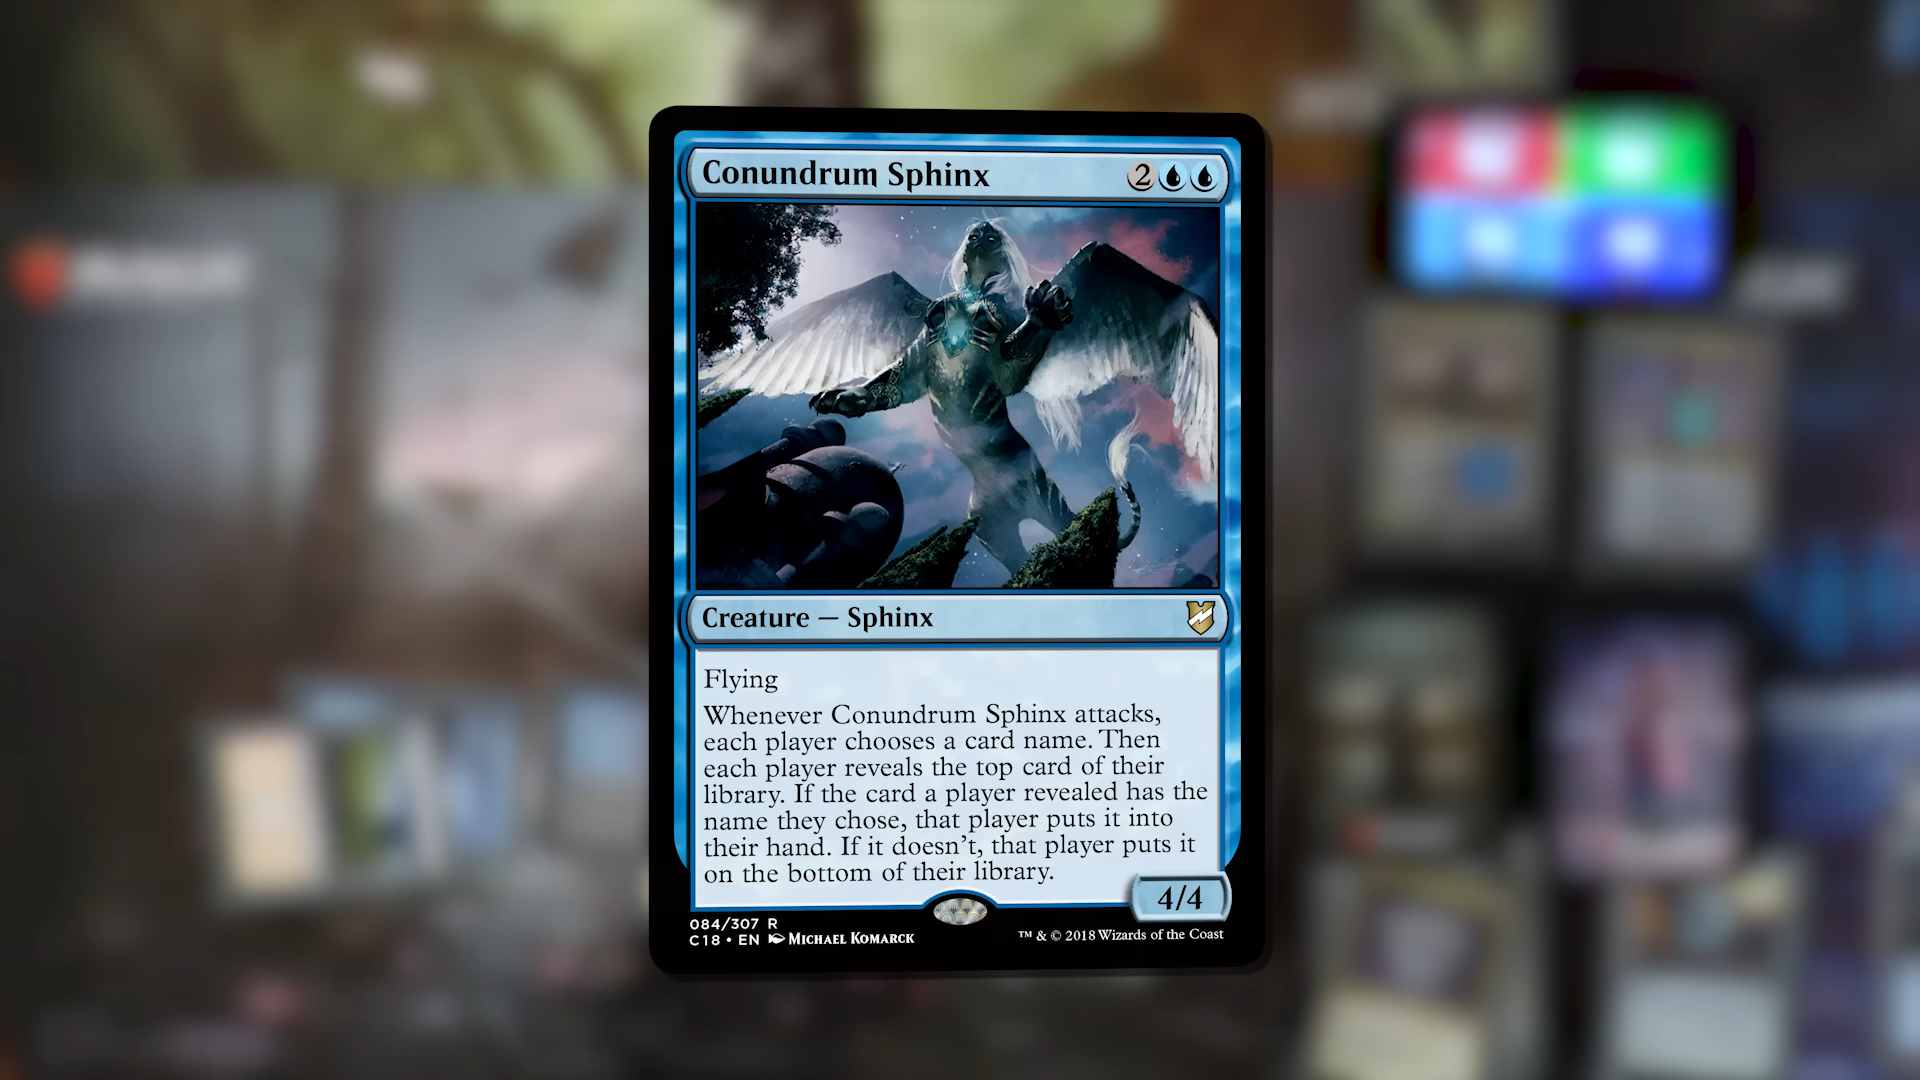 Conundrum Sphinx 2
Creature — Sphinx
Flying
Whenever Conundrum Sphinx attacks,
each player chooses a card name. Then
each player reveals the top card of their
library. If the card a player revealed has the
name they chose, that player puts it into
their hand. If it doesn't, that player puts it
on the bottom of their library.
4/4
084/307 R
C18 • EN Michael Komarck
™ & © 2018 Wizards of the Coast